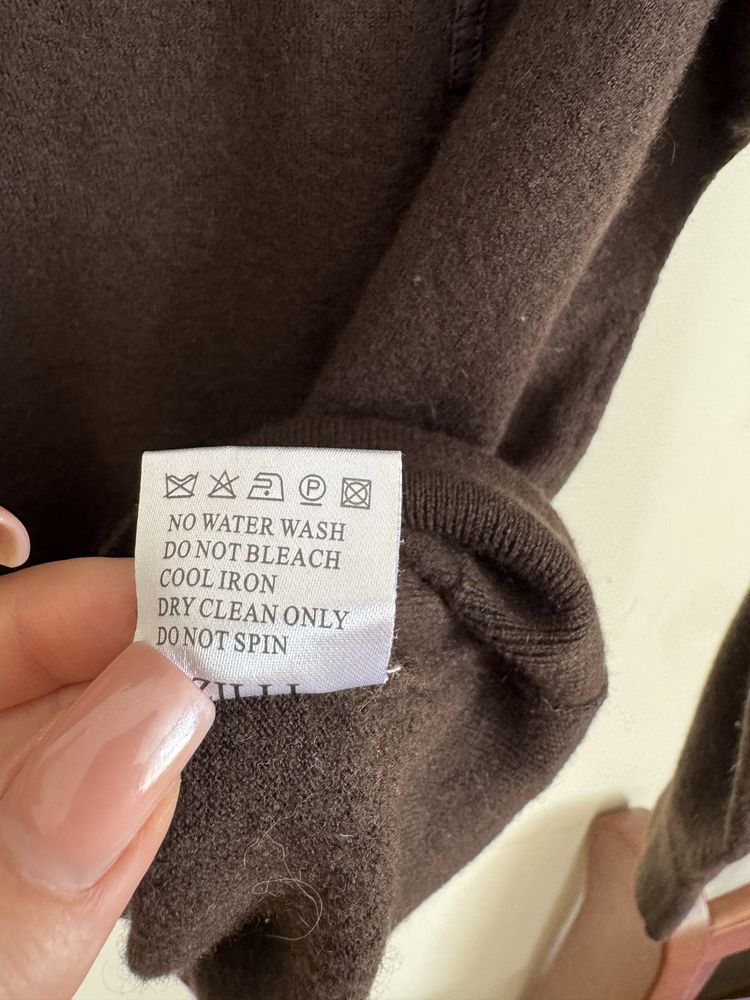 P
NO WATER WASH
DO NOT BLEACH
COOL IRON
DRY CLEAN ONLY
DO NOT SPIN